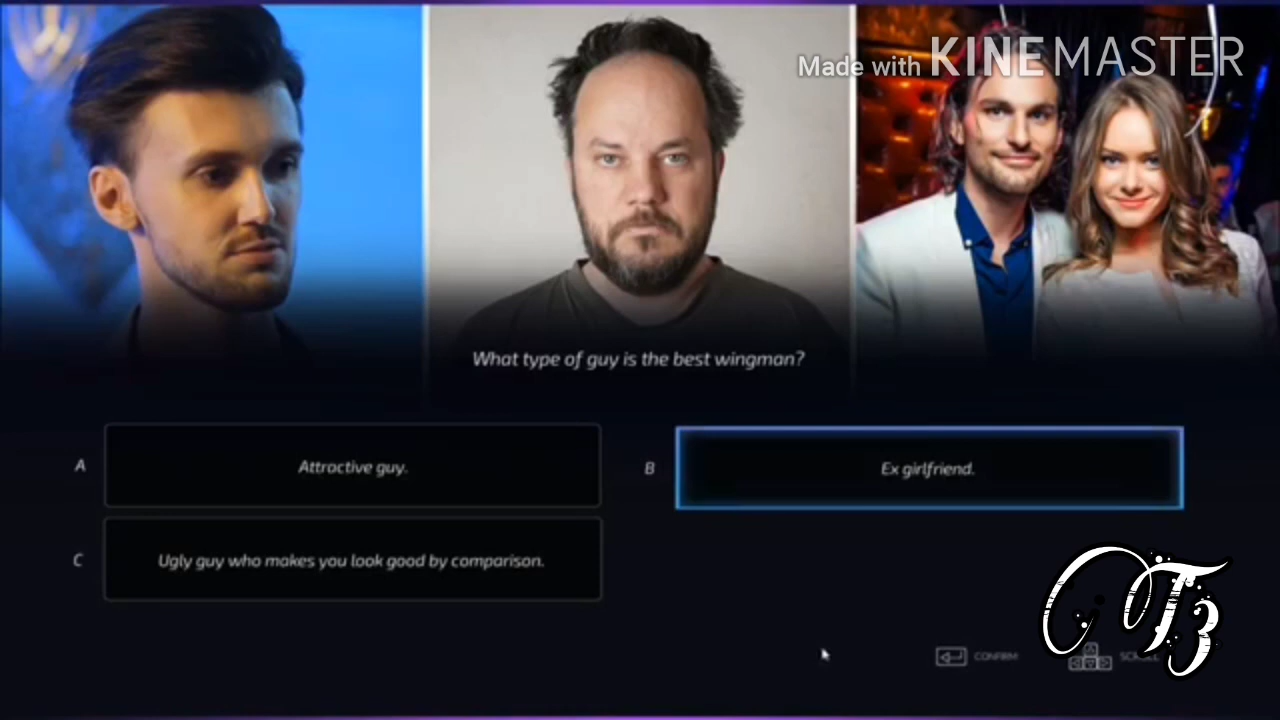 Made with KINEMASTER
What type of guy is the best wingman?
A Attractive guy.
B Ex girlfriend.
C Ugly guy who makes you look good by comparison.
CONFIRM